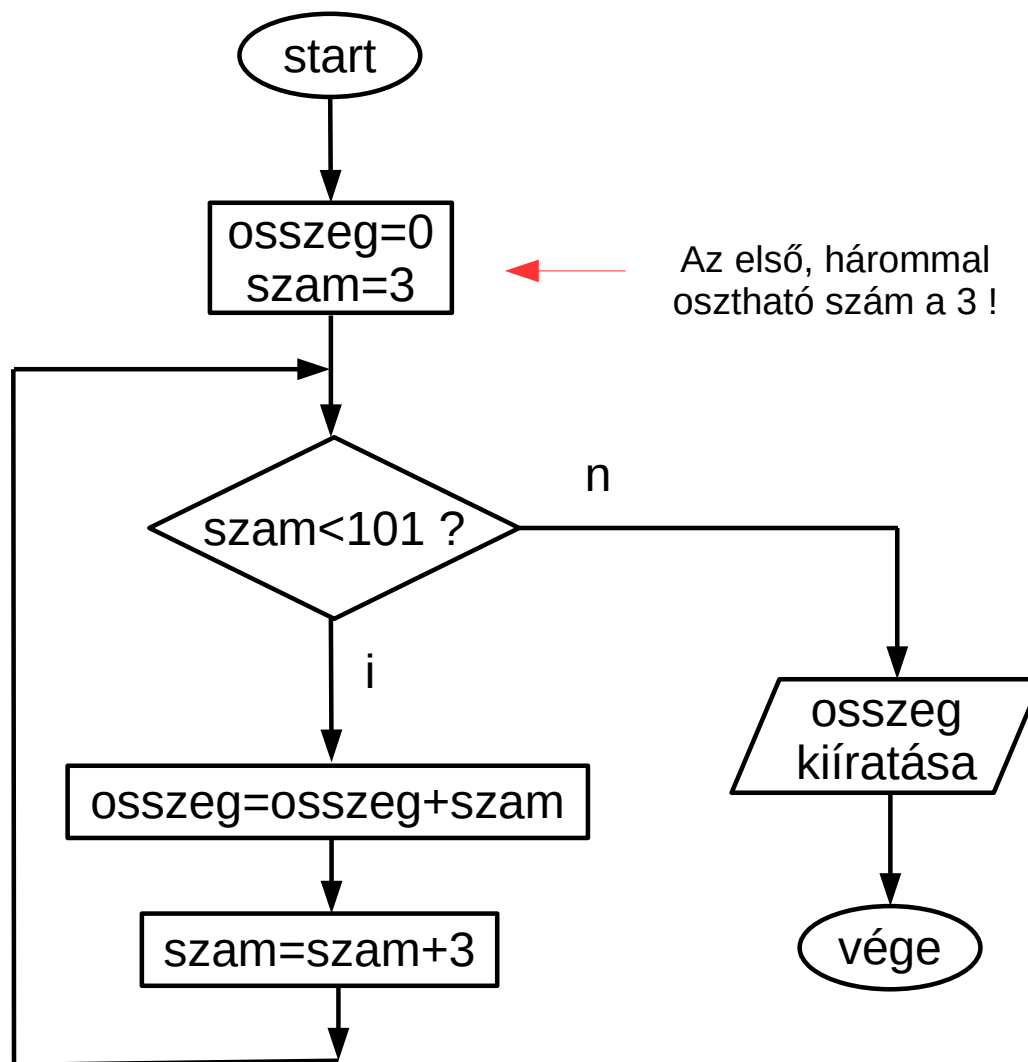 start
osszeg=0
szam=3
Az első, hárommal
osztható szám a 3 !
szam<101 ?
n
i
osszeg
kiíratása
osszeg=osszeg+szam
szam=szam+3
vége